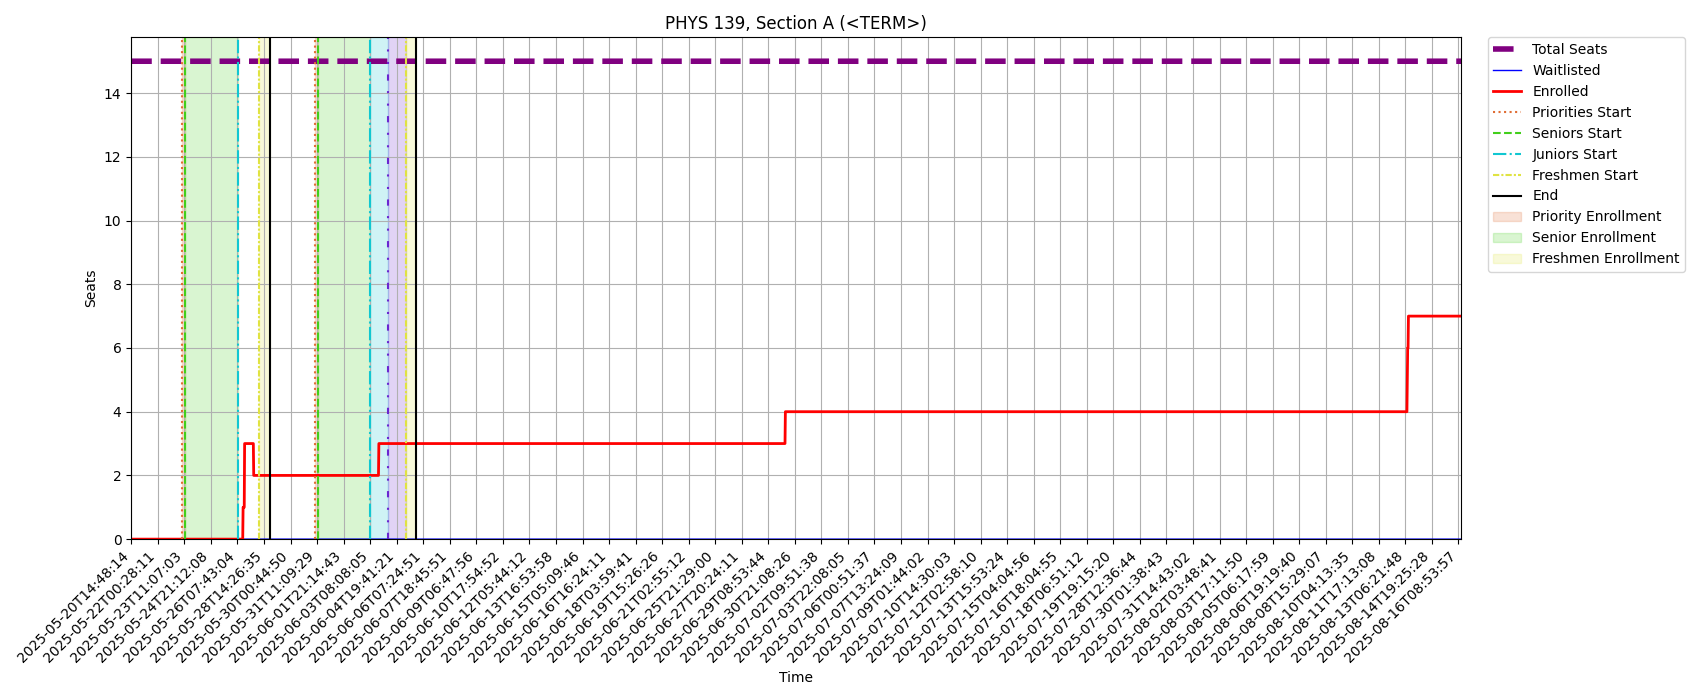 PHYS 139, Section A (<TERM>)
Total Seats
Waitlisted
Enrolled
Priorities Start
Seniors Start
Juniors Start
Freshmen Start
End
Priority Enrollment
Senior Enrollment
Freshmen Enrollment
Seats
14
12
10
8
6
4
2
0
2025-05-20T14:48:14
2025-05-22T00:28:11
2025-05-23T11:07:03
2025-05-24T21:12:08
2025-05-26T07:43:04
2025-05-28T14:26:35
2025-05-30T00:44:50
2025-05-31T11:09:29
2025-06-01T21:14:43
2025-06-03T08:08:05
2025-06-04T19:41:21
2025-06-06T07:24:51
2025-06-07T18:45:51
2025-06-09T06:47:56
2025-06-10T17:54:52
2025-06-12T05:44:12
2025-06-13T16:53:58
2025-06-15T05:09:46
2025-06-16T16:24:11
2025-06-18T03:59:41
2025-06-19T15:26:26
2025-06-21T02:55:12
2025-06-25T21:29:00
2025-06-27T20:24:11
2025-06-29T08:53:44
2025-06-30T21:08:26
2025-07-02T09:51:38
2025-07-03T22:08:05
2025-07-06T00:51:37
2025-07-07T13:24:09
2025-07-09T01:44:02
2025-07-10T14:30:03
2025-07-12T02:58:10
2025-07-13T15:53:24
2025-07-15T04:04:56
2025-07-16T18:04:55
2025-07-18T06:51:12
2025-07-19T19:15:20
2025-07-28T12:36:44
2025-07-30T01:38:43
2025-07-31T14:43:02
2025-08-02T03:48:41
2025-08-03T17:11:50
2025-08-05T06:17:59
2025-08-06T19:19:40
2025-08-08T15:29:07
2025-08-10T04:13:35
2025-08-11T17:13:08
2025-08-13T06:21:48
2025-08-14T19:25:28
2025-08-16T08:53:57
Time